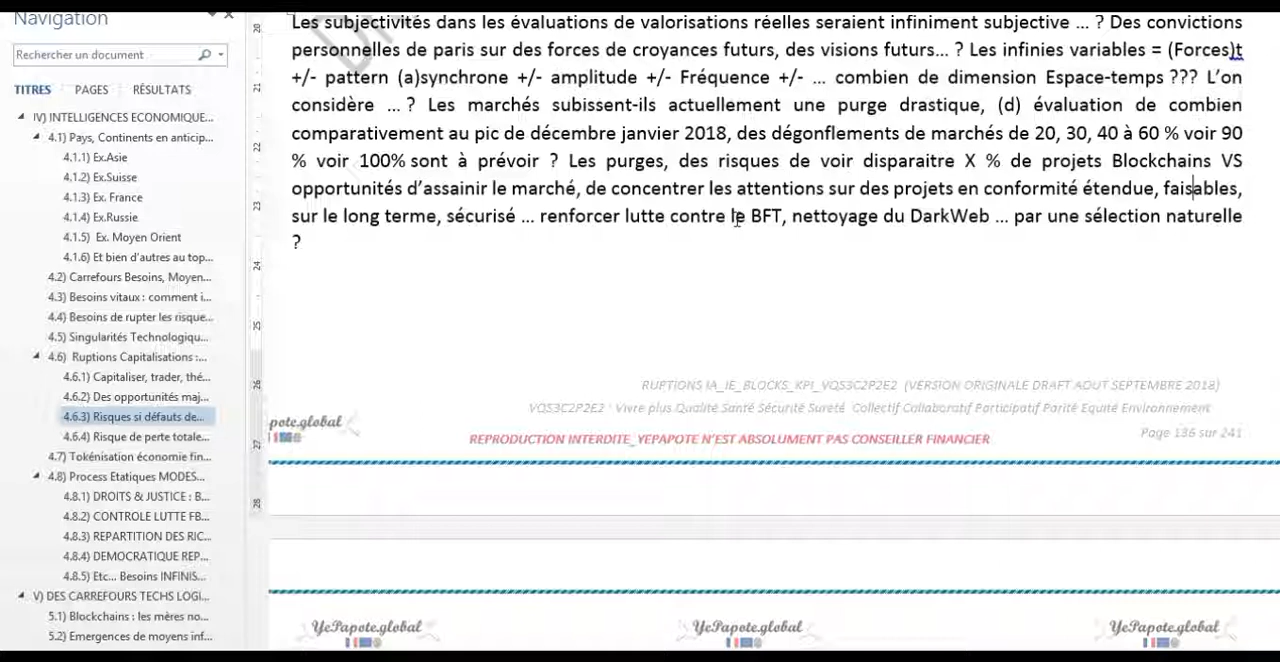 Navigation
Rechercher un document
TITRES PAGES RÉSULTATS
IV) INTELLIGENCES ECONOMIQUE...
4.1) Pays, Continents en anticip...
4.1.1) Ex.Asie
4.1.2) Ex.Suisse
4.1.3) Ex. France
4.1.4) Ex.Russie
4.1.5) Ex. Moyen Orient
4.1.6) Et bien d'autres au top...
4.2) Carrefours Besoins, Moyen...
4.3) Besoins vitaux : comment i...
4.4) Besoins de rupter les risque...
4.5) Singularités Technologiqu...
4.6) Ruptions Capitalisations :...
4.6.1) Capitaliser, trader, thé...
4.6.2) Des opportunités maj...
4.6.3) Risques si défauts de...
4.6.4) Risque de perte totale...
4.7) Tokénisation économie fin...
4.8) Process Etatiques MODES...
4.8.1) DROITS & JUSTICE : B...
4.8.2) CONTROLE LUTTE FB...
4.8.3) REPARTITION DES RIC...
4.8.4) DEMOCRATIQUE REP...
4.8.5) Etc... Besoins INFINIS...
V) DES CARREFOURS TECHS LOGI...
5.1) Blockchains : les mères no...
5.2) Emergences de moyens inf...
20
21
22
23
24
25
26
27
28
Les subjectivités dans les évaluations de valorisations réelles seraient infiniment subjective ... ? Des convictions
personnelles de paris sur des forces de croyances futurs, des visions futurs... ? Les infinies variables = (Forces)t
+/- pattern (a)synchrone +/- amplitude +/- Fréquence +/- ... combien de dimension Espace-temps ??? L'on
considère ... ? Les marchés subissent-ils actuellement une purge drastique, (d) évaluation de combien
comparativement au pic de décembre janvier 2018, des dégonflements de marchés de 20, 30, 40 à 60 % voir 90
% voir 100% sont à prévoir ? Les purges, des risques de voir disparaitre X % de projets Blockchains VS
opportunités d'assainir le marché, de concentrer les attentions sur des projets en conformité étendue, faisables,
sur le long terme, sécurisé ... renforcer lutte contre le BFT, nettoyage du DarkWeb ... par une sélection naturelle
?
RUPTIONS IA_IE_BLOCKS_KPI_VQS3C2P2E2 (VERSION ORIGINALE DRAFT AOUT SEPTEMBRE 2018)
VQS3C2P2E2 : Vivre plus Qualité Santé Sécurité Sureté Collectif Collaboratif Participatif Parité Equité Environnement
pote.global
REPRODUCTION INTERDITE_YEPAPOTE N'EST ABSOLUMENT PAS CONSEILLER FINANCIER
Page 136 sur 241
YePapote.global YePapote.global YePapote.global